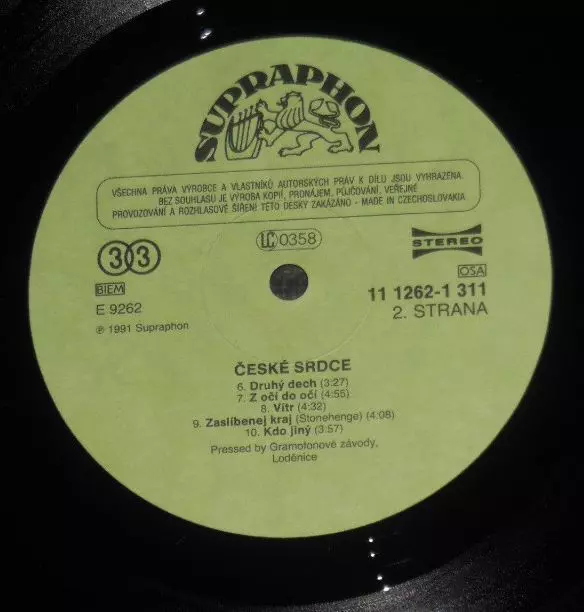 SUPRAPHON
VŠECHNA PRÁVA VÝROBCE A VLASTNÍKŮ AUTORSKÝCH PRÁV K DÍLU JSOU VYHRAZENA.
BEZ SOUHLASU JE VÝROBA KOPIÍ, PRONÁJEM, PŮJČOVÁNÍ, VEŘEJNÉ
PROVOZOVÁNÍ A ROZHLASOVÉ ŠÍŘENÍ TÉTO DESKY ZAKÁZÁNO - MADE IN CZECHOSLOVAKIA
LC 0358
33
STEREO
BIEM
OSA
E 9262
11 1262-1 311
2. STRANA
℗ 1991 Supraphon
ČESKÉ SRDCE
6. Druhý dech (3:27)
7. Z očí do očí (4:55)
8. Vítr (4:32)
9. Zaslíbenej kraj (Stonehenge) (4:08)
10. Kdo jiný (3:57)
Pressed by Gramofonové závody,
Loděnice